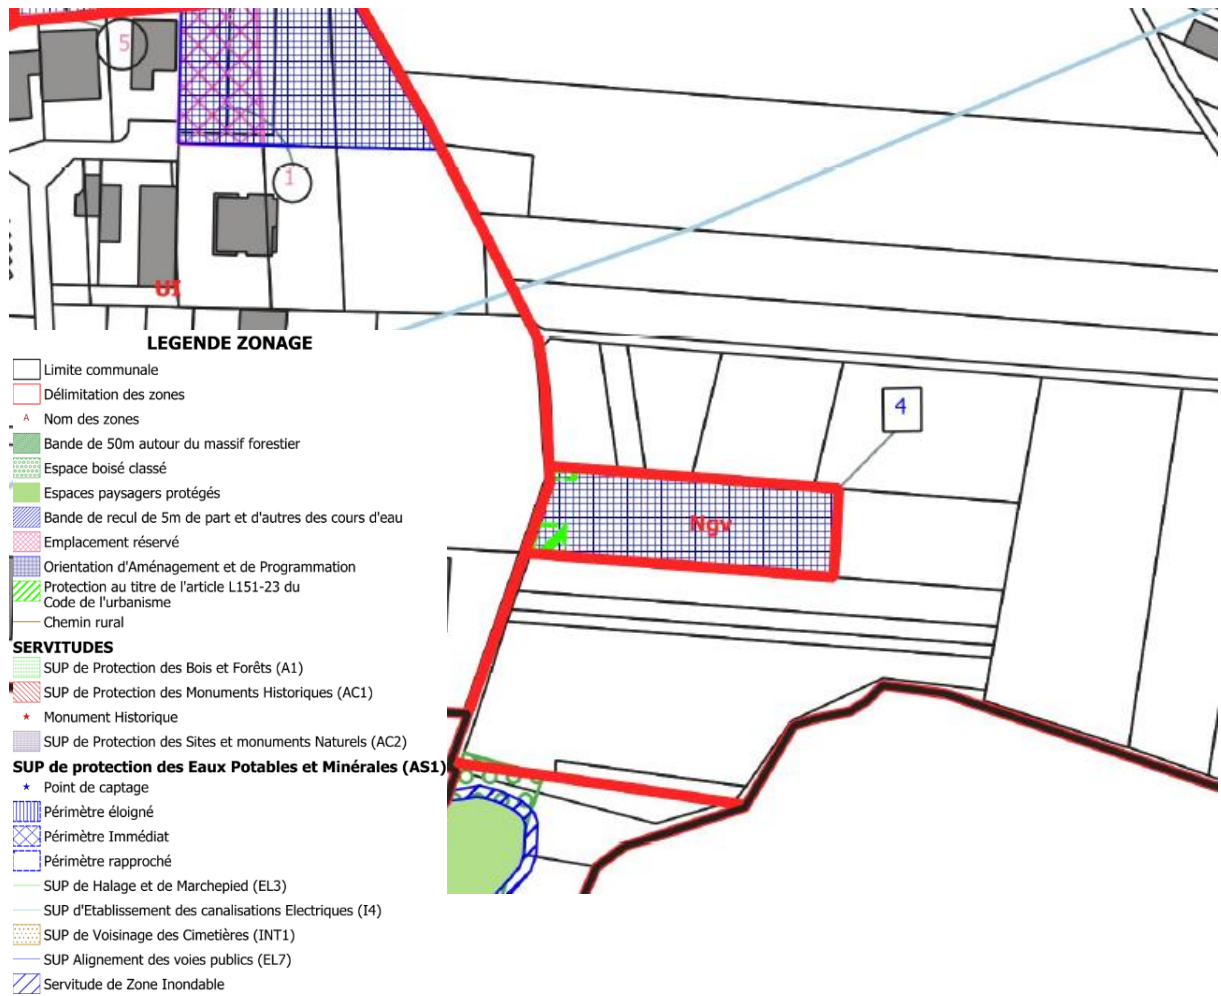 5
1
UI
4
Ngv
LEGENDE ZONAGE
Limite communale
Délimitation des zones
A Nom des zones
Bande de 50m autour du massif forestier
Espace boisé classé
Espaces paysagers protégés
Bande de recul de 5m de part et d'autres des cours d'eau
Emplacement réservé
Orientation d'Aménagement et de Programmation
Protection au titre de l'article L151-23 du
Code de l'urbanisme
Chemin rural
SERVITUDES
SUP de Protection des Bois et Forêts (A1)
SUP de Protection des Monuments Historiques (AC1)
Monument Historique
SUP de Protection des Sites et monuments Naturels (AC2)
SUP de protection des Eaux Potables et Minérales (AS1)
Point de captage
Périmètre éloigné
Périmètre Immédiat
Périmètre rapproché
SUP de Halage et de Marchepied (EL3)
SUP d'Etablissement des canalisations Electriques (I4)
SUP de Voisinage des Cimetières (INT1)
SUP Alignement des voies publics (EL7)
Servitude de Zone Inondable